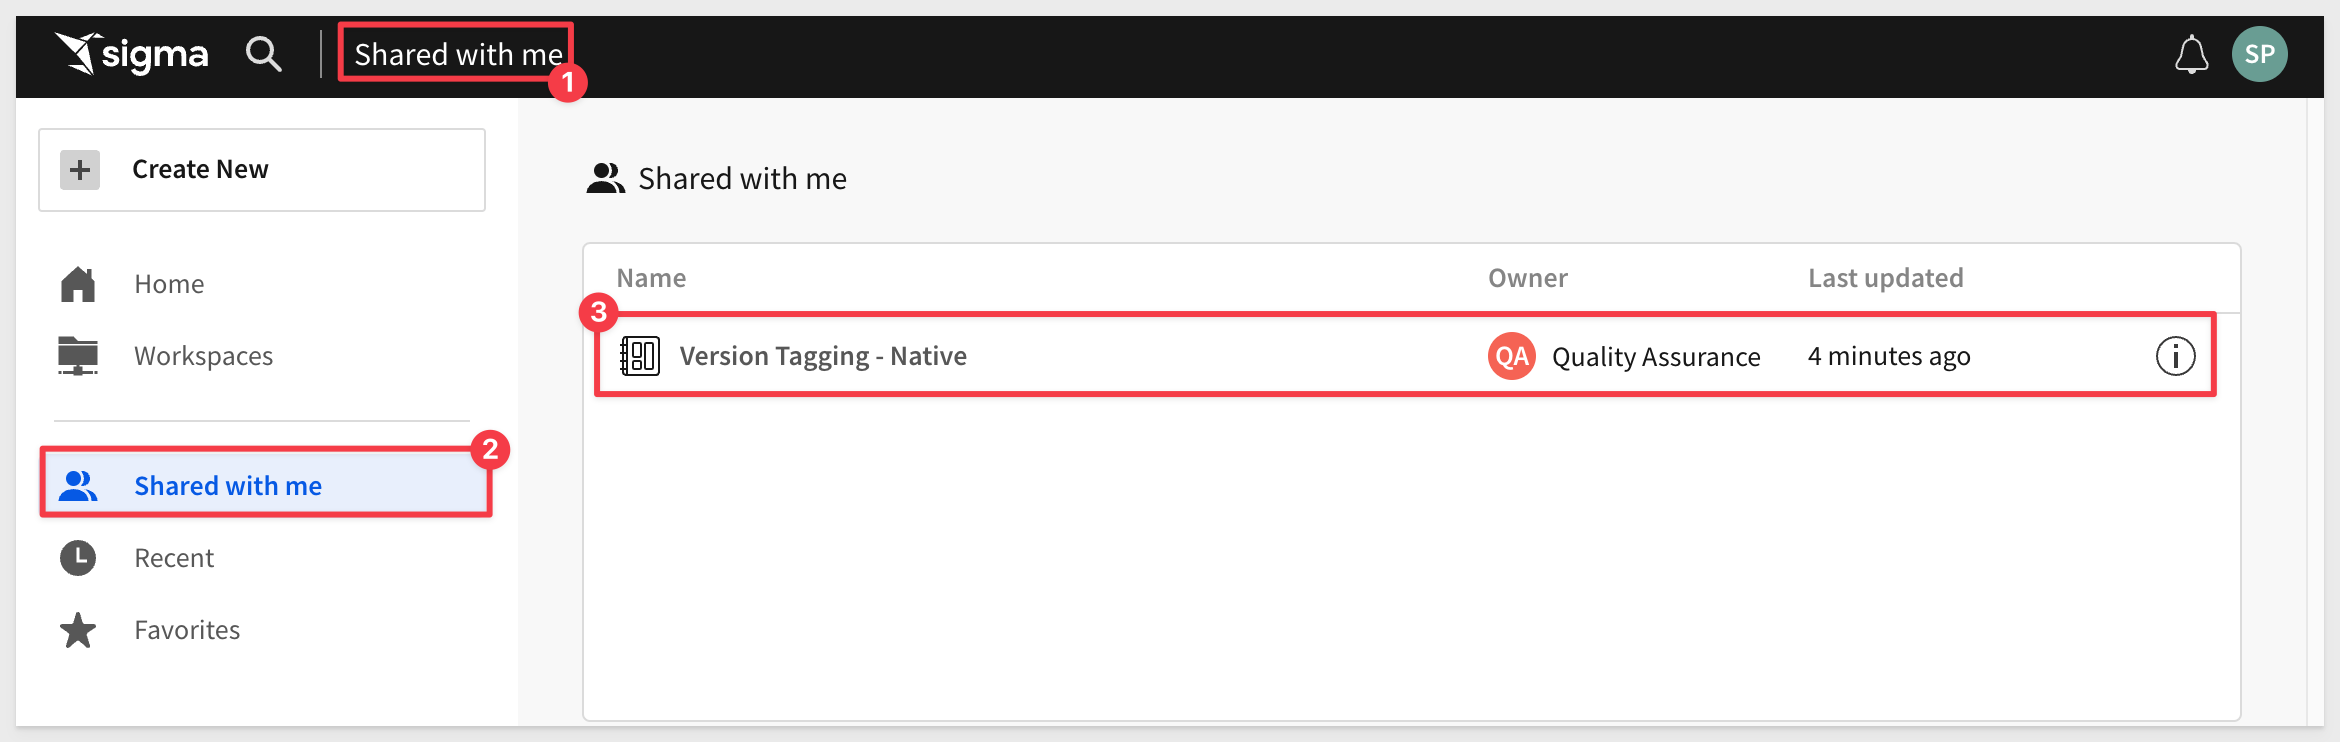 sigma
Shared with me
1
SP
Create New
Home
Workspaces
2
Shared with me
Recent
Favorites
Shared with me
Name Owner Last updated
3
Version Tagging - Native QA Quality Assurance 4 minutes ago